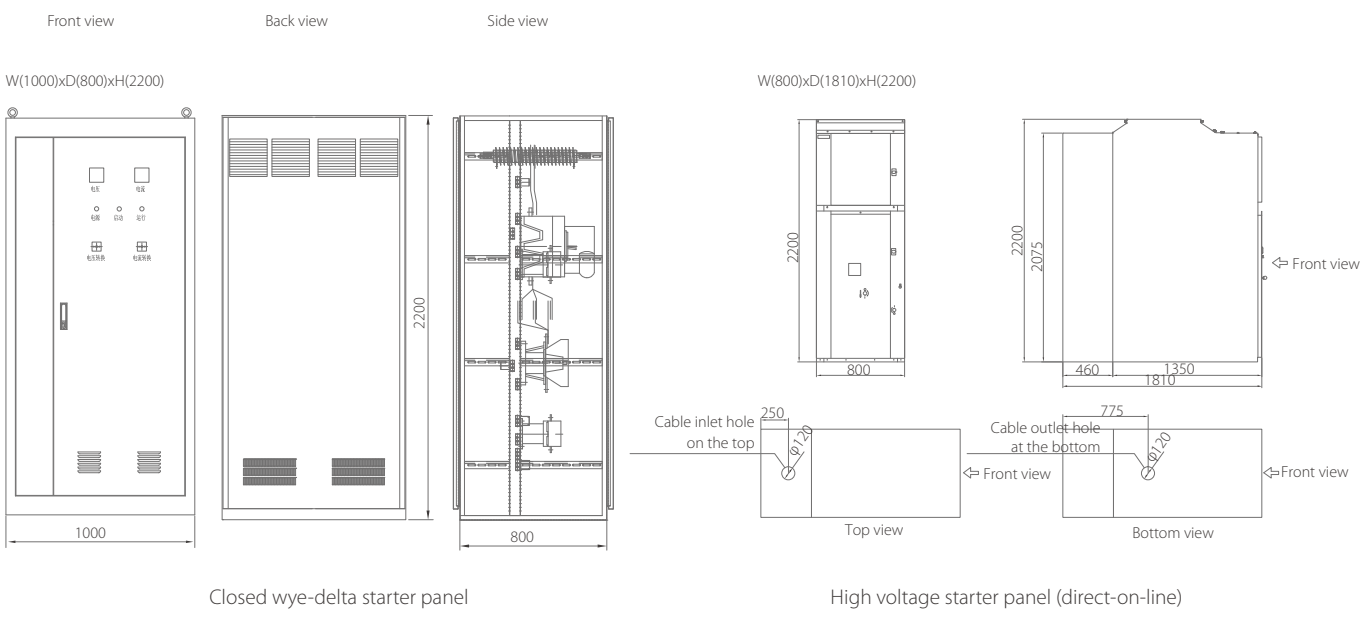 Front view
Back view
Side view
W(1000)xD(800)xH(2200)
W(800)xD(1810)xH(2200)
电压
电流
电源
启动
运行
电压转换
电流转换
2200
1000
800
2200
800
2200
2075
Front view
460
1350
1810
Cable inlet hole
on the top
250
φ120
Front view
Top view
Cable outlet hole
at the bottom
775
φ120
Front view
Bottom view
Closed wye-delta starter panel
High voltage starter panel (direct-on-line)